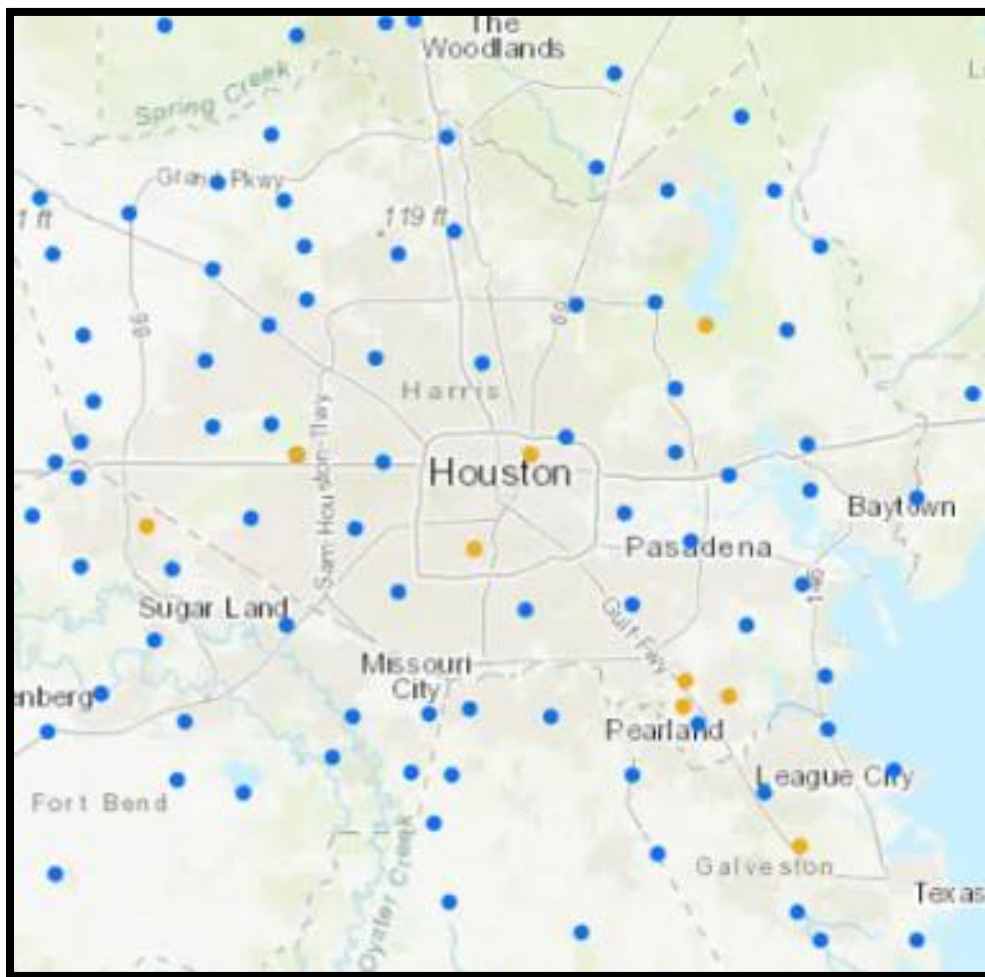 The
Woodlands
Spring Creek
Grand Pkwy
1 ft
119 ft
99
69
Harris
Sam Houston Tlwy
Houston
Baytown
Pasadena
146
Sugar Land
Gulf Fwy
Missouri
City
enberg
Pearland
League City
Fort Bend
Oyster Creek
Galveston
Texas